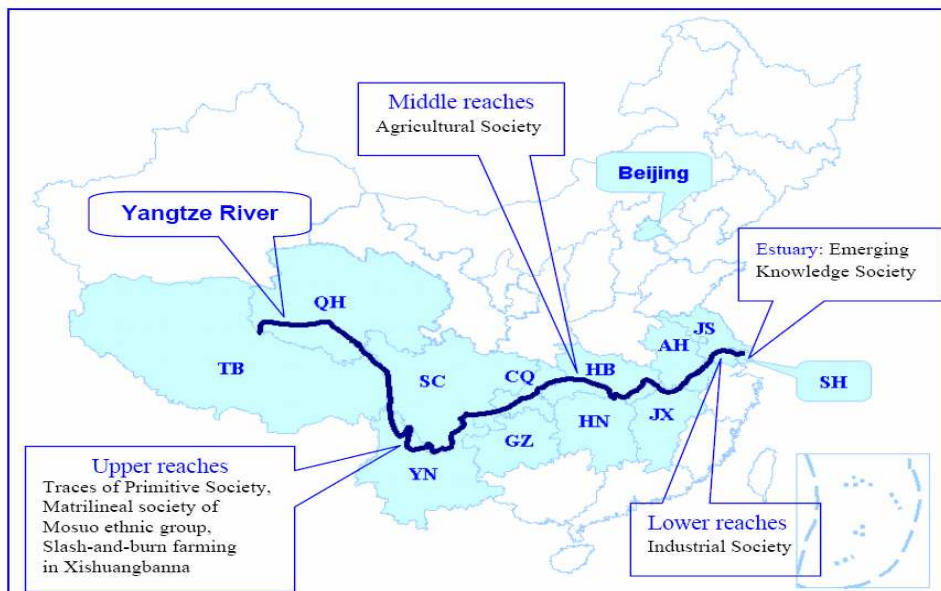 Middle reaches
Agricultural Society
Beijing
Yangtze River
Estuary: Emerging
Knowledge Society
QH
JS
AH
TB
SC
CQ
HB
SH
HN
JX
GZ
YN
Upper reaches
Traces of Primitive Society,
Matrilineal society of
Mosuo ethnic group,
Slash-and-burn farming
in Xishuangbanna
Lower reaches
Industrial Society